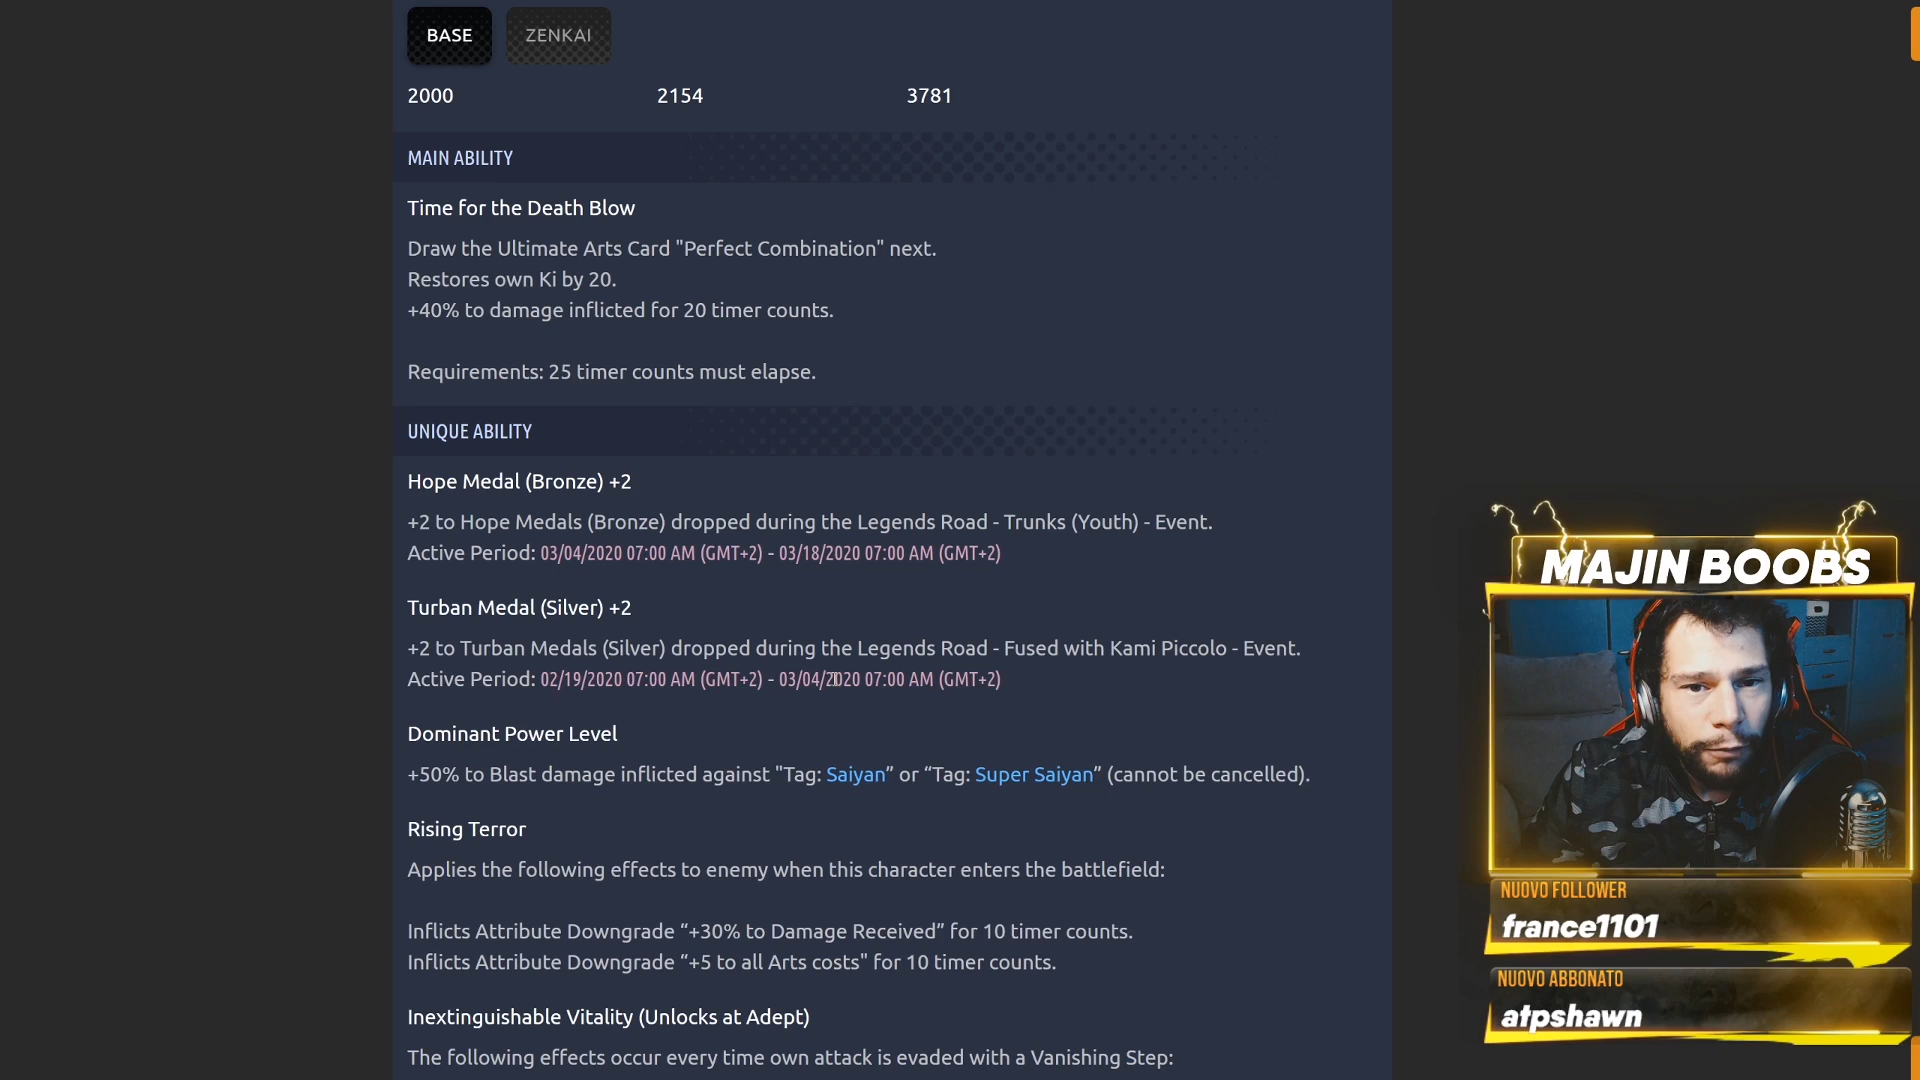 BASE
ZENKAI
2000 2154 3781
MAIN ABILITY
Time for the Death Blow
Draw the Ultimate Arts Card "Perfect Combination" next.
Restores own Ki by 20.
+40% to damage inflicted for 20 timer counts.
Requirements: 25 timer counts must elapse.
UNIQUE ABILITY
Hope Medal (Bronze) +2
+2 to Hope Medals (Bronze) dropped during the Legends Road - Trunks (Youth) - Event.
Active Period: 03/04/2020 07:00 AM (GMT+2) - 03/18/2020 07:00 AM (GMT+2)
Turban Medal (Silver) +2
+2 to Turban Medals (Silver) dropped during the Legends Road - Fused with Kami Piccolo - Event.
Active Period: 02/19/2020 07:00 AM (GMT+2) - 03/04/2020 07:00 AM (GMT+2)
Dominant Power Level
+50% to Blast damage inflicted against "Tag: Saiyan” or “Tag: Super Saiyan” (cannot be cancelled).
Rising Terror
Applies the following effects to enemy when this character enters the battlefield:
Inflicts Attribute Downgrade “+30% to Damage Received” for 10 timer counts.
Inflicts Attribute Downgrade “+5 to all Arts costs" for 10 timer counts.
Inextinguishable Vitality (Unlocks at Adept)
The following effects occur every time own attack is evaded with a Vanishing Step:
MAJIN BOOBS
NUOVO FOLLOWER
france1101
NUOVO ABBONATO
atpshawn